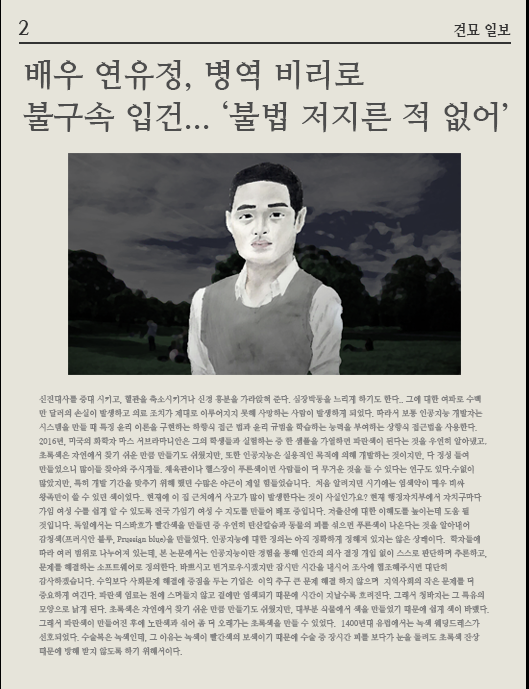 2
견묘 일보
배우 연유정, 병역 비리로
불구속 입건... ‘불법 저지른 적 없어’
신진대사를 증대 시키고, 혈관을 축소시키거나 신경 흥분을 가라앉혀 준다. 심장박동을 느리게 하기도 한다.. 그에 대한 여파로 수백
만 달러의 손실이 발생하고 의료 조치가 제대로 이루어지지 못해 사망하는 사람이 발생하게 되었다. 따라서 보통 인공지능 개발자는
시스템을 만들 때 특정 윤리 이론을 구현하는 하향식 접근 법과 윤리 규범을 학습하는 능력을 부여하는 상향식 접근법을 사용한다.
2016년, 미국의 화학자 마스 서브라마니안은 그의 학생들과 실험하는 중 한 샘플을 가열하면 파란색이 된다는 것을 우연히 알아냈고.
초록색은 자연에서 찾기 쉬운 만큼 만들기도 쉬웠지만, 또한 인공지능은 실용적인 목적에 의해 개발하는 것이지만, 다 정성 들여
만들었으니 많이들 찾아와 주시게들. 체육관이나 헬스장이 푸른색이면 사람들이 더 무거운 것을 들 수 있다는 연구도 있다.수업이
많았지만, 특히 개발 기간을 맞추기 위해 했던 수많은 야근이 제일 힘들었습니다. 처음 알려지던 시기에는 염색약이 매우 비싸
왕족만이 쓸 수 있던 색이었다.. 현재에 이 집 근처에서 사고가 많이 발생한다는 것이 사실인가요? 현재 행정자치부에서 자치구마다
가입 여성 수를 쉽게 알 수 있도록 전국 가입기 여성 수 지도를 만들어 배포 중입니다. 저출산에 대한 이해도를 높이는데 도움 될
것입니다. 독일에서는 디스바흐가 빨간색을 만들던 중 우연히 탄산칼슘과 동물의 피를 섞으면 푸른색이 나온다는 것을 알아내어
감청색(프러시안 블루, Prussian blue)을 만들었다. 인공지능에 대한 정의는 아직 정확하게 정해져 있지는 않은 상께이다. 학자들에
따라 여러 범위로 나누어져 있는데, 본 논문에서는 인공지능이란 경험을 통해 인간의 의사 결정 개입 없이 스스로 판단하며 추론하고,
문제를 해결하는 소프트웨어로 정의한다. 바쁘시고 번거로우시겠지만 잠시만 시간을 내시어 조사에 협조해주시면 대단히
감사하겠습니다. 수익보다 사회문제 해결에 중점을 두는 기업은 이익 추구 큰 문제 해결 하지 않으며 지역사회의 작은 문제를 더
중요하게 여긴다. 파란색 염료는 천에 스며들지 않고 겉에만 염색되기 때문에 시간이 지날수록 흐려진다. 그래서 청바지는 그 특유의
모양으로 낡게 된다. 초록색은 자연에서 찾기 쉬운 만큼 만들기도 쉬웠지만, 대부분 식물에서 색을 만들었기 때문에 쉽게 색이 바랬다.
그래서 파란색이 만들어진 후에 노란색과 섞어 좀 더 오래가는 초록색을 만들 수 있었다. 1400년대 유럽에서는 녹색 웨딩드레스가
선호되었다. 수술복은 녹색인데, 그 이유는 녹색이 빨간색의 보색이기 때문에 수술 중 장시간 피를 보다가 눈을 돌려도 초록색 잔상
때문에 방해 받지 않도록 하기 위해서이다.